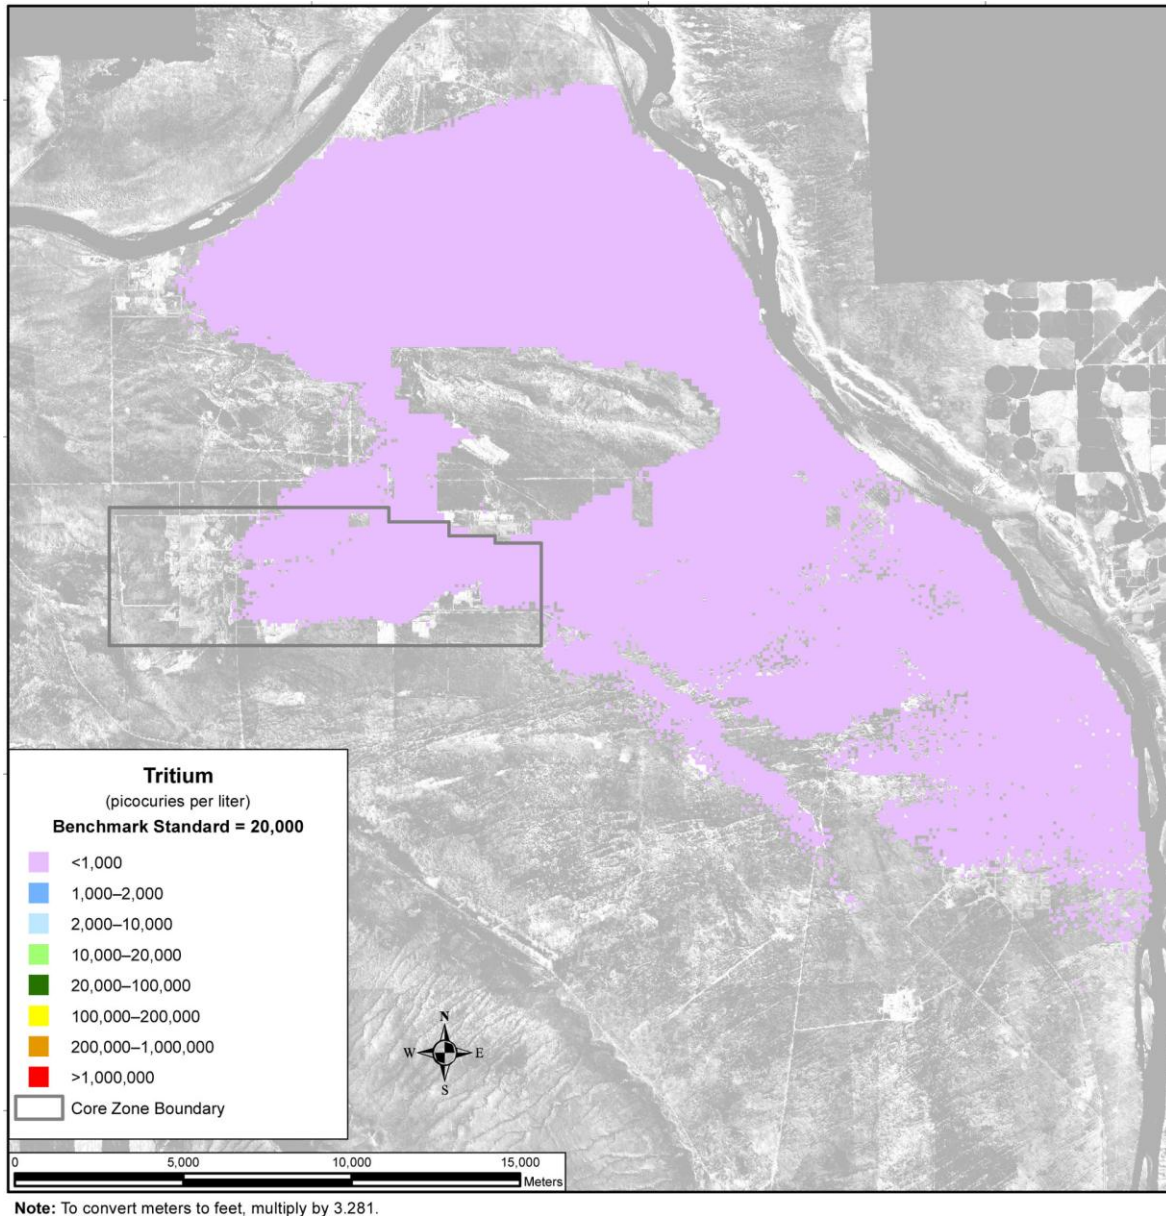 Tritium
(picocuries per liter)
Benchmark Standard = 20,000
<1,000
1,000–2,000
2,000–10,000
10,000–20,000
20,000–100,000
100,000–200,000
200,000–1,000,000
>1,000,000
Core Zone Boundary
N
W E
S
0 5,000 10,000 15,000
Meters
Note: To convert meters to feet, multiply by 3.281.